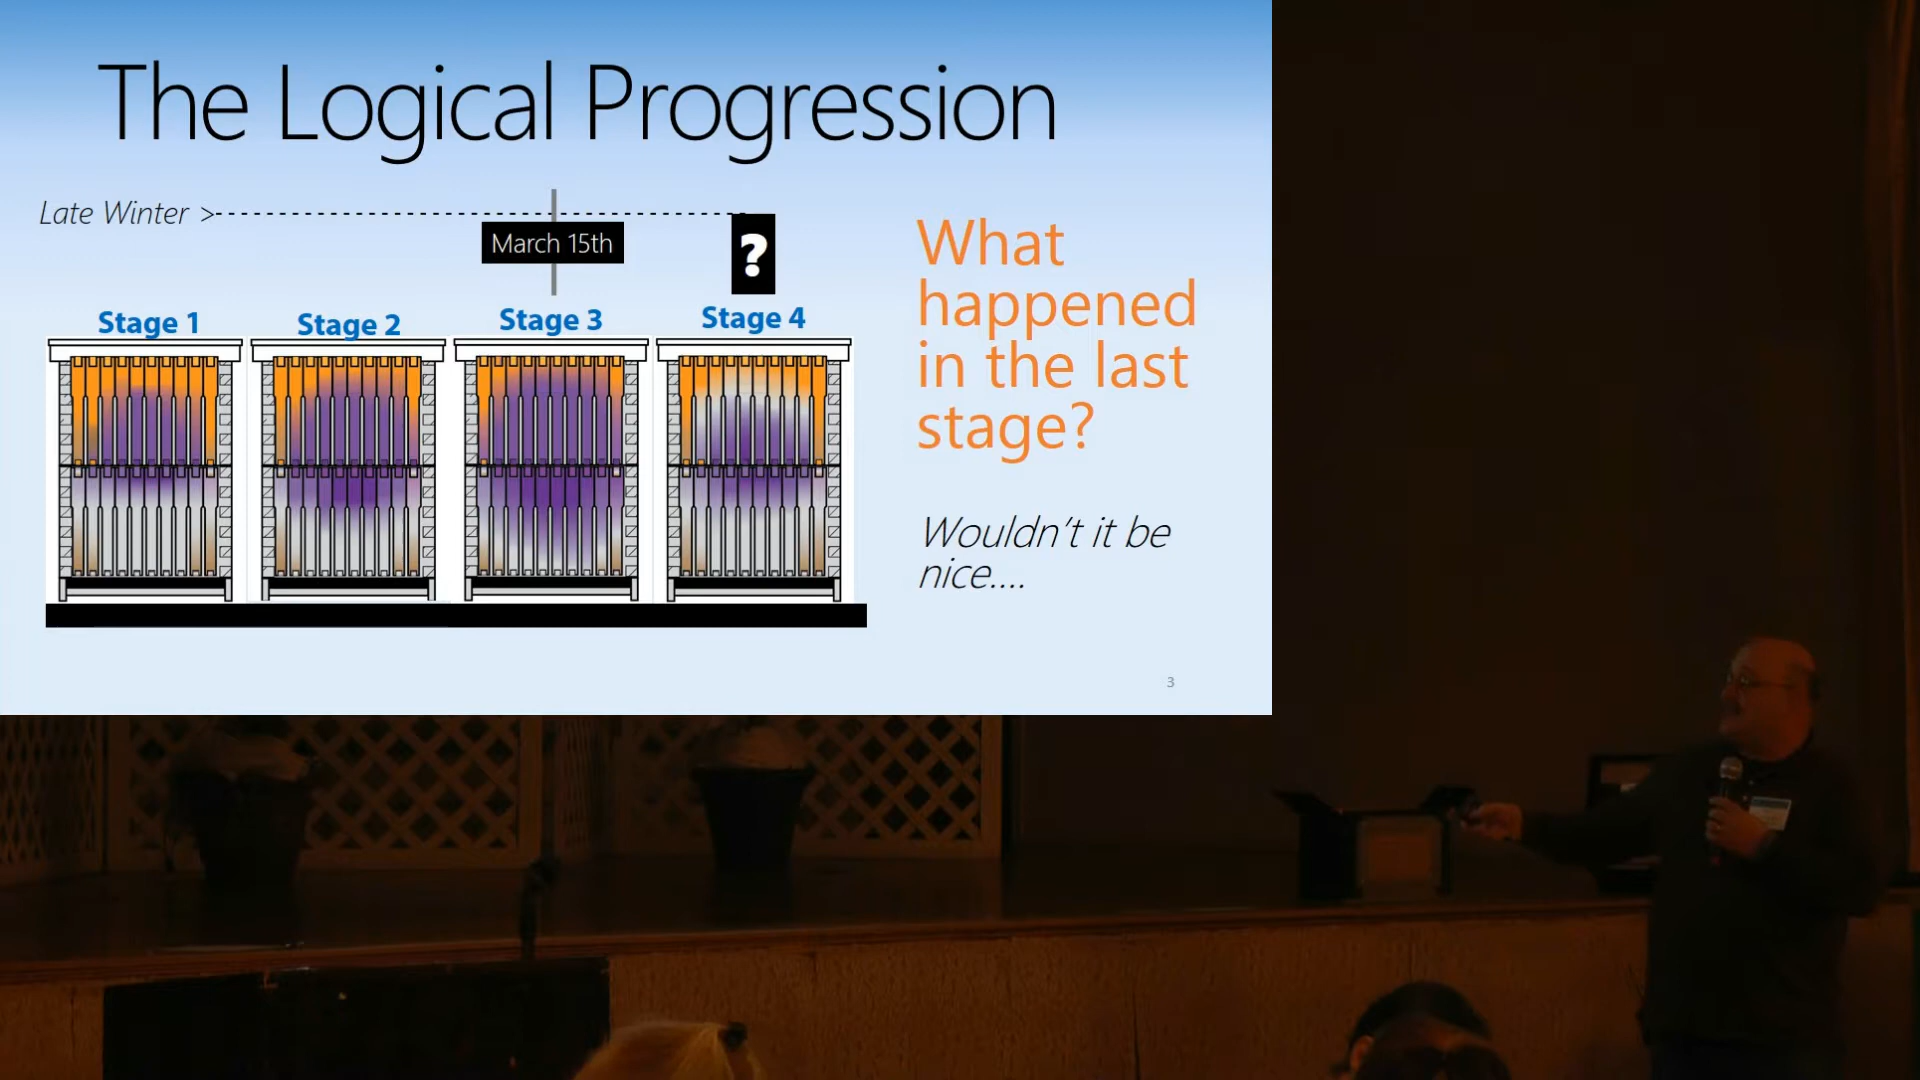 The Logical Progression
Late Winter >
March 15th
?
Stage 1
Stage 2
Stage 3
Stage 4
What
happened
in the last
stage?
Wouldn't it be
nice....
3